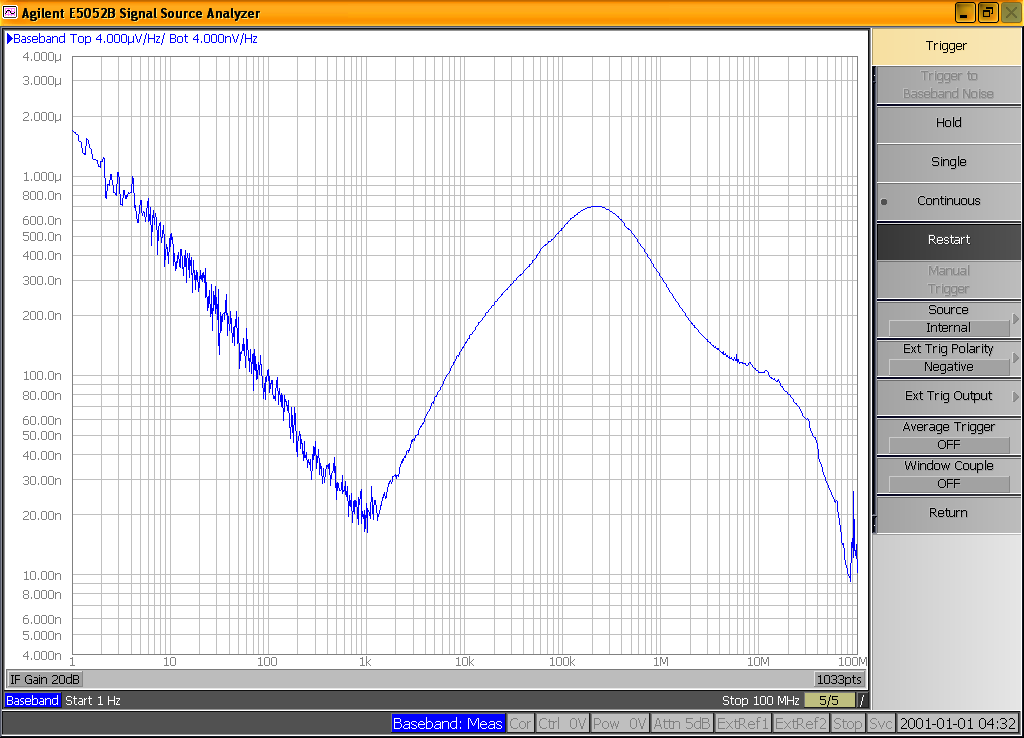 Agilent E5052B Signal Source Analyzer
Baseband Top 4.000µV/Hz/ Bot 4.000nV/Hz
4.000µ
3.000µ
2.000µ
1.000µ
800.0n
600.0n
500.0n
400.0n
300.0n
200.0n
100.0n
80.00n
60.00n
50.00n
40.00n
30.00n
20.00n
10.00n
8.000n
6.000n
5.000n
4.000n
1 10 100 1k 10k 100k 1M 10M 100M
IF Gain 20dB 1033pts
Baseband Start 1 Hz Stop 100 MHz 5/5 /
Trigger
Trigger to
Baseband Noise
Hold
Single
Continuous
Restart
Manual
Trigger
Source
Internal
Ext Trig Polarity
Negative
Ext Trig Output
Average Trigger
OFF
Window Couple
OFF
Return
Baseband: Meas Cor Ctrl 0V Pow 0V Attn 5dB ExtRef1 ExtRef2 Stop Svc 2001-01-01 04:32